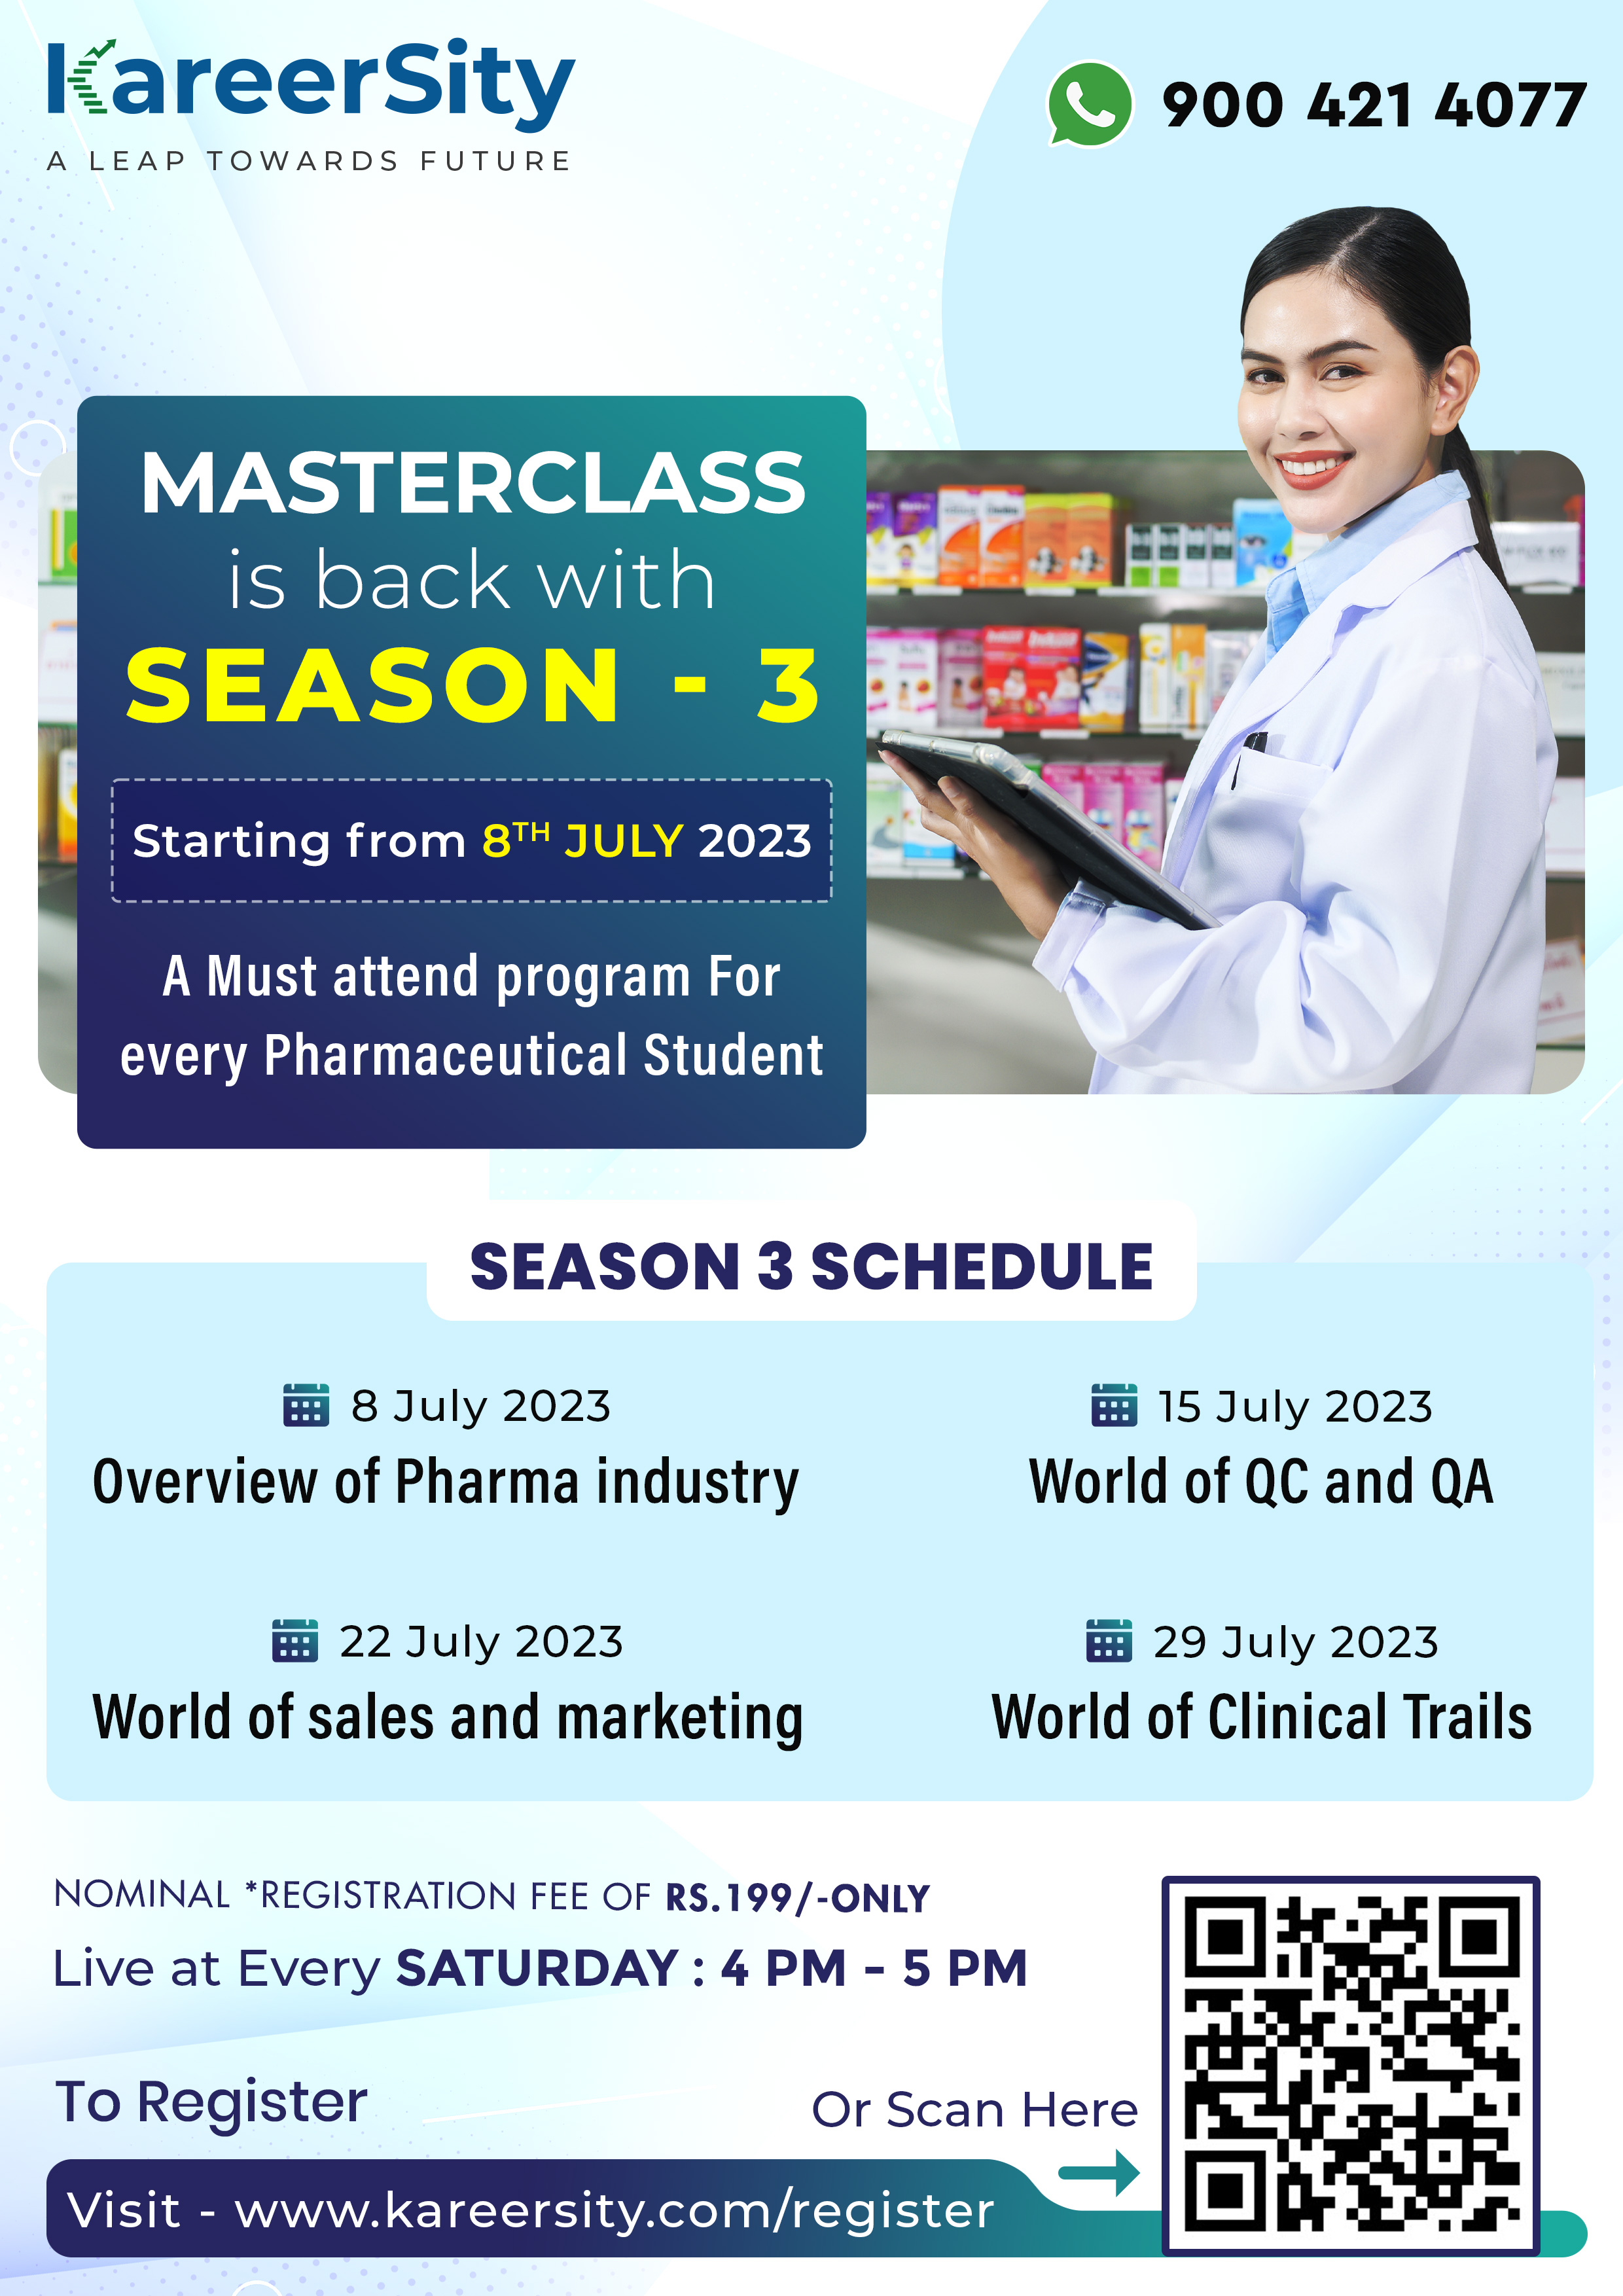 KareerSity
A LEAP TOWARDS FUTURE
900 421 4077
MASTERCLASS
is back with
SEASON - 3
Starting from 8TH JULY 2023
A Must attend program For
every Pharmaceutical Student
SEASON 3 SCHEDULE
8 July 2023
Overview of Pharma industry
15 July 2023
World of QC and QA
22 July 2023
World of sales and marketing
29 July 2023
World of Clinical Trails
NOMINAL *REGISTRATION FEE OF RS.199/-ONLY
Live at Every SATURDAY : 4 PM - 5 PM
To Register
Or Scan Here
Visit - www.kareersity.com/register